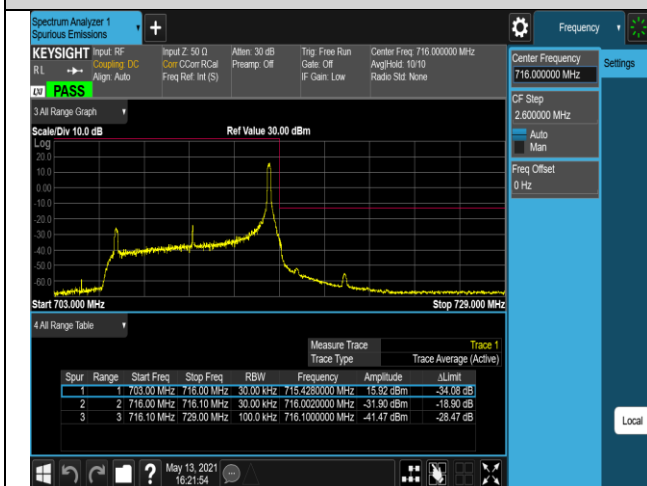 Spectrum Analyzer 1
Spurious Emissions
+
Frequency
KEYSIGHT Input: RF Input Z: 50 Ω Atten: 30 dB Trig: Free Run Center Freq: 716.000000 MHz
RL Coupling: DC Corr CCorr RCal Preamp: Off Gate: Off Avg|Hold: 10/10
Align: Auto Freq Ref: Int (S) IF Gain: Low Radio Std: None
LXI PASS
3 All Range Graph
Scale/Div 10.0 dB Ref Value 30.00 dBm
Log
20.0
10.0
0.00
-10.0
-20.0
-30.0
-40.0
-50.0
-60.0
Start 703.000 MHz Stop 729.000 MHz
4 All Range Table
Measure Trace Trace 1
Trace Type Trace Average (Active)
Spur Range Start Freq Stop Freq RBW Frequency Amplitude ΔLimit
1 1 703.00 MHz 716.00 MHz 30.00 kHz 715.4280000 MHz 15.92 dBm -34.08 dB
2 2 716.00 MHz 716.10 MHz 30.00 kHz 716.0020000 MHz -31.90 dBm -18.90 dB
3 3 716.10 MHz 729.00 MHz 100.0 kHz 716.1000000 MHz -41.47 dBm -28.47 dB
Center Frequency
716.000000 MHz
Settings
CF Step
2.600000 MHz
Auto
Man
Freq Offset
0 Hz
Local
? May 13, 2021
16:21:54